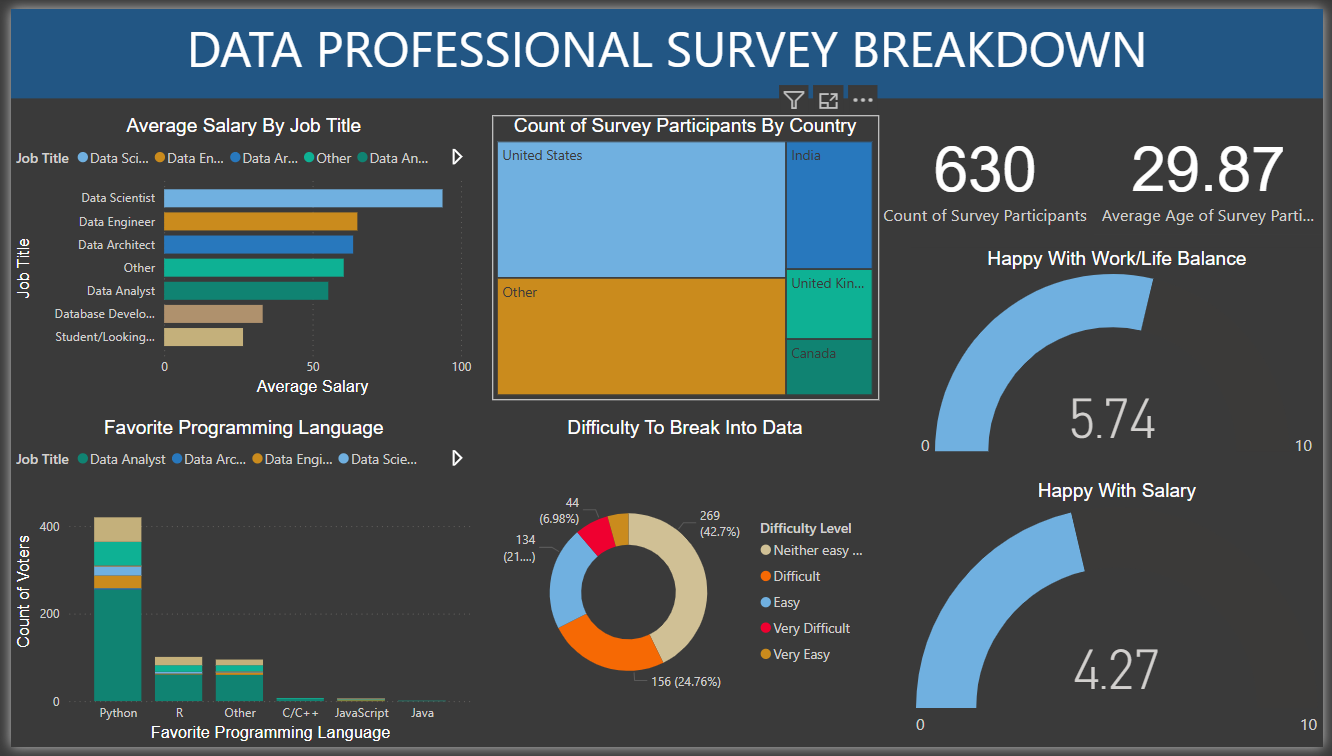 DATA PROFESSIONAL SURVEY BREAKDOWN
Average Salary By Job Title
Job Title Data Sci... Data En... Data Ar... Other Data An...
Job Title
Data Scientist
Data Engineer
Data Architect
Other
Data Analyst
Database Develo...
Student/Looking...
0 50 100
Average Salary
Count of Survey Participants By Country
United States
India
Other
United Kin...
Canada
630
Count of Survey Participants
29.87
Average Age of Survey Parti...
Happy With Work/Life Balance
5.74
0 10
Favorite Programming Language
Job Title Data Analyst Data Arc... Data Engi... Data Scie...
Count of Voters
400
200
0
Python R Other C/C++ JavaScript Java
Favorite Programming Language
Difficulty To Break Into Data
44
(6.98%)
134
(21....)
269
(42.7%)
156 (24.76%)
Difficulty Level
Neither easy ...
Difficult
Easy
Very Difficult
Very Easy
Happy With Salary
4.27
0 10